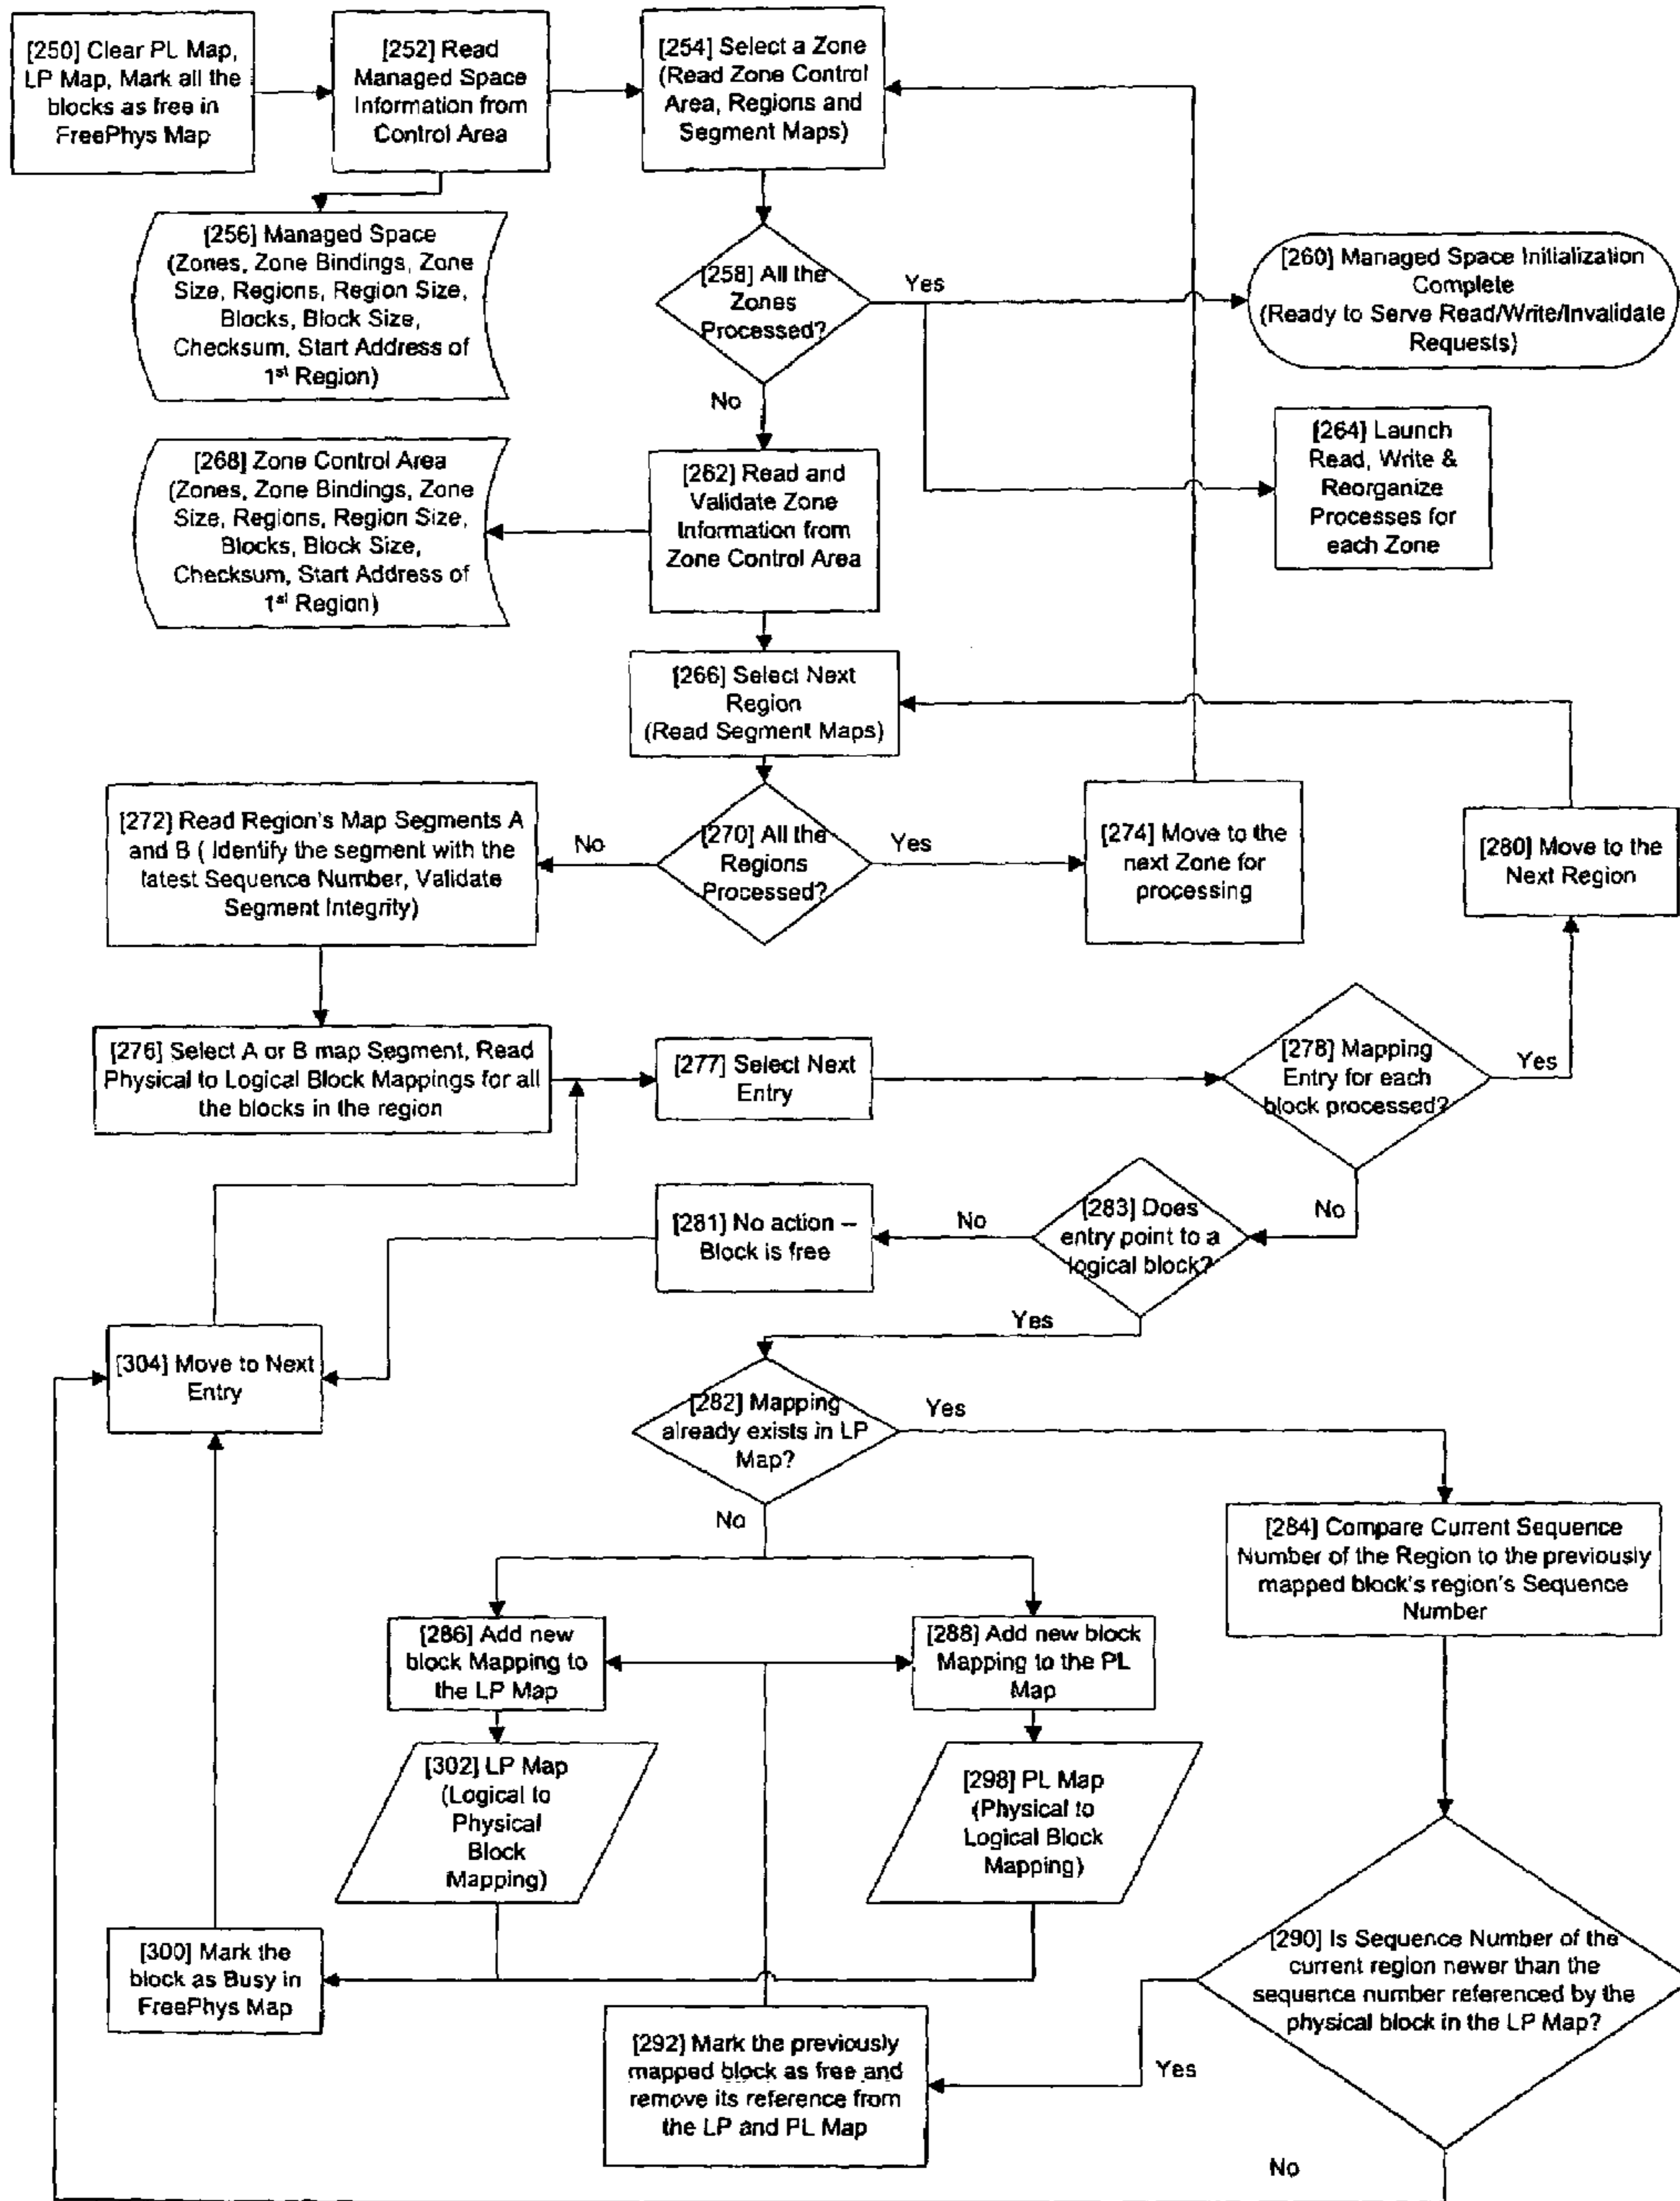 [250] Clear PL Map,
LP Map, Mark all the
blocks as free in
FreePhys Map
[252] Read
Managed Space
Information from
Control Area
[254] Select a Zone
(Read Zone Control
Area, Regions and
Segment Maps)
[256] Managed Space
(Zones, Zone Bindings, Zone
Size, Regions, Region Size,
Blocks, Block Size,
Checksum, Start Address of
1st Region)
[258] All the
Zones
Processed?
Yes
No
[260] Managed Space Initialization
Complete
(Ready to Serve Read/Write/Invalidate
Requests)
[264] Launch
Read, Write &
Reorganize
Processes for
each Zone
[268] Zone Control Area
(Zones, Zone Bindings, Zone
Size, Regions, Region Size,
Blocks, Block Size,
Checksum, Start Address of
1st Region)
[262] Read and
Validate Zone
Information from
Zone Control Area
[266] Select Next
Region
(Read Segment Maps)
[272] Read Region's Map Segments A
and B ( Identify the segment with the
latest Sequence Number, Validate
Segment Integrity)
No
[270] All the
Regions
Processed?
Yes
[274] Move to the
next Zone for
processing
[280] Move to the
Next Region
[276] Select A or B map Segment, Read
Physical to Logical Block Mappings for all
the blocks in the region
[277] Select Next
Entry
[278] Mapping
Entry for each
block processed?
Yes
No
[281] No action –
Block is free
No
[283] Does
entry point to a
logical block?
Yes
[304] Move to Next
Entry
[282] Mapping
already exists in LP
Map?
Yes
No
[284] Compare Current Sequence
Number of the Region to the previously
mapped block's region's Sequence
Number
[286] Add new
block Mapping to
the LP Map
[288] Add new block
Mapping to the PL
Map
[302] LP Map
(Logical to
Physical
Block
Mapping)
[298] PL Map
(Physical to
Logical Block
Mapping)
[300] Mark the
block as Busy in
FreePhys Map
[290] Is Sequence Number of the
current region newer than the
sequence number referenced by the
physical block in the LP Map?
[292] Mark the previously
mapped block as free and
remove its reference from
the LP and PL Map
Yes
No